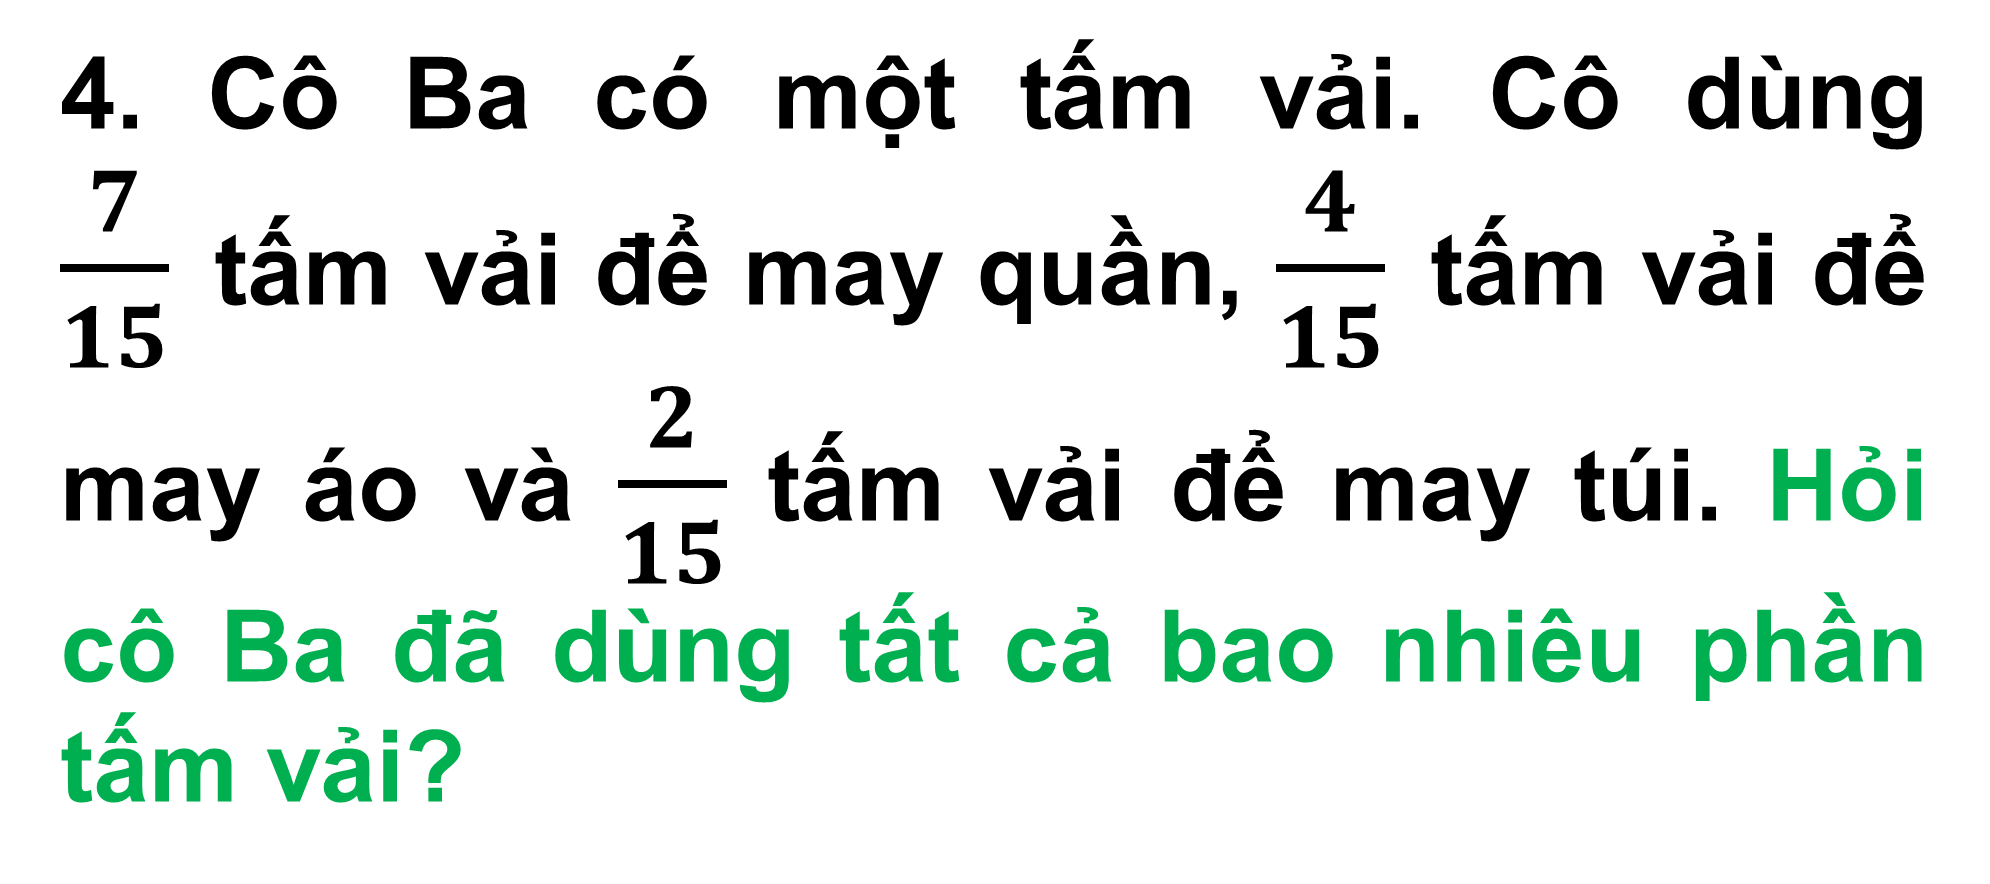 4. Cô Ba có một tấm vải. Cô dùng
7/15 tấm vải để may quần, 4/15 tấm vải để
may áo và 2/15 tấm vải để may túi. Hỏi
cô Ba đã dùng tất cả bao nhiêu phần
tấm vải?